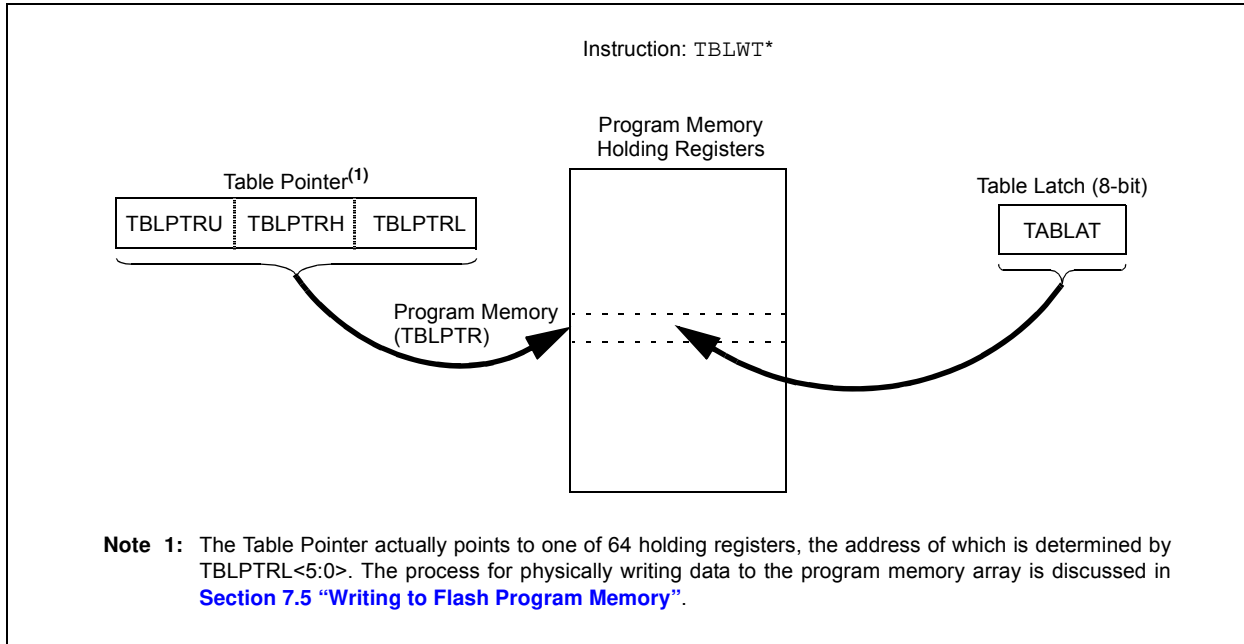 Instruction: TBLWT*
Program Memory
Holding Registers
Table Pointer(1)
Table Latch (8-bit)
TBLPTRU TBLPTRH TBLPTRL
TABLAT
Program Memory
(TBLPTR)
Note 1: The Table Pointer actually points to one of 64 holding registers, the address of which is determined by
TBLPTRL<5:0>. The process for physically writing data to the program memory array is discussed in
Section 7.5 “Writing to Flash Program Memory”.